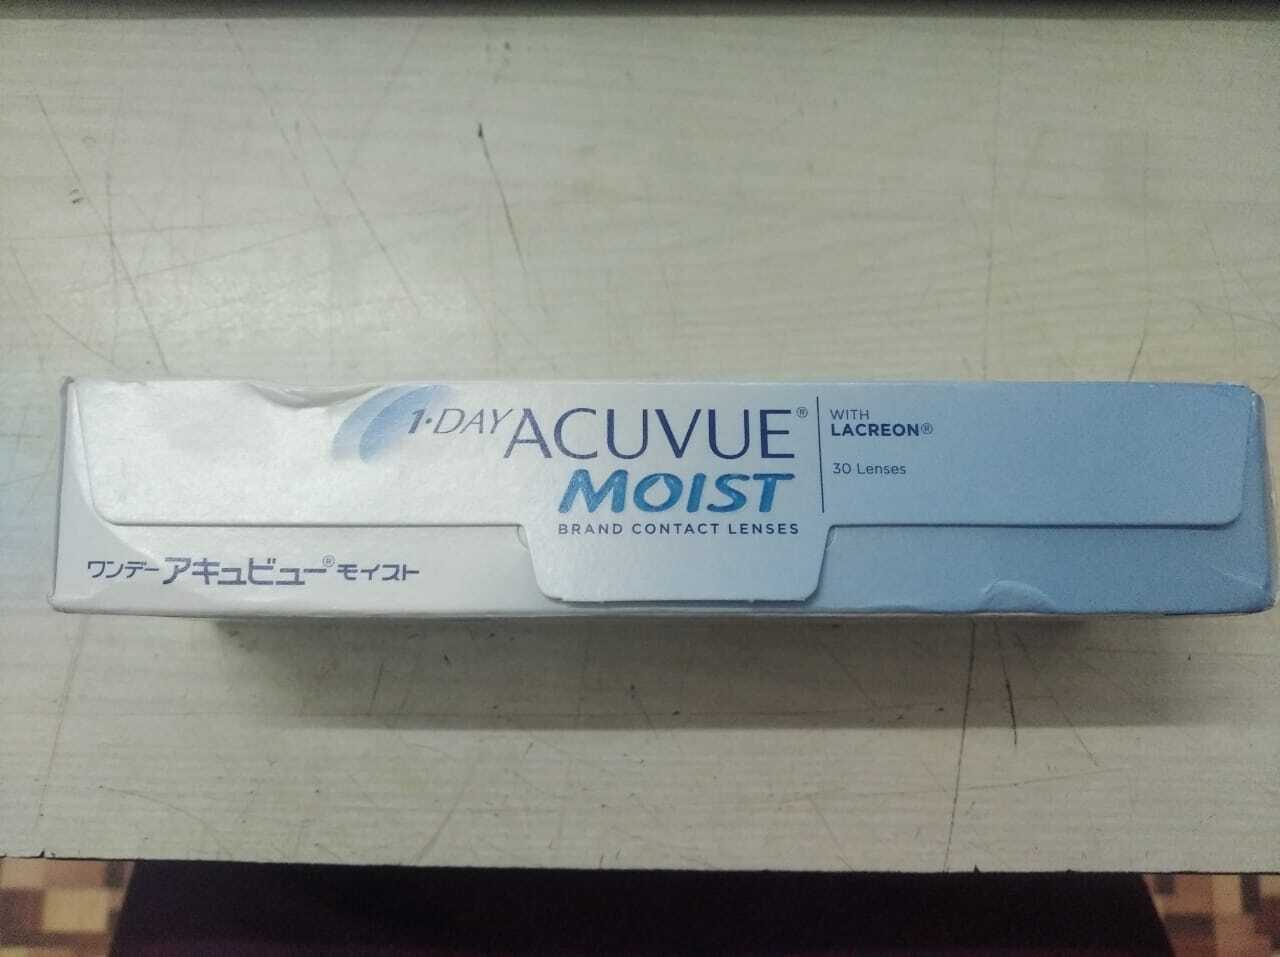 1·DAY ACUVUE®
MOIST
BRAND CONTACT LENSES
WITH
LACREON®
30 Lenses
ワンデー アキュビュー® モイスト